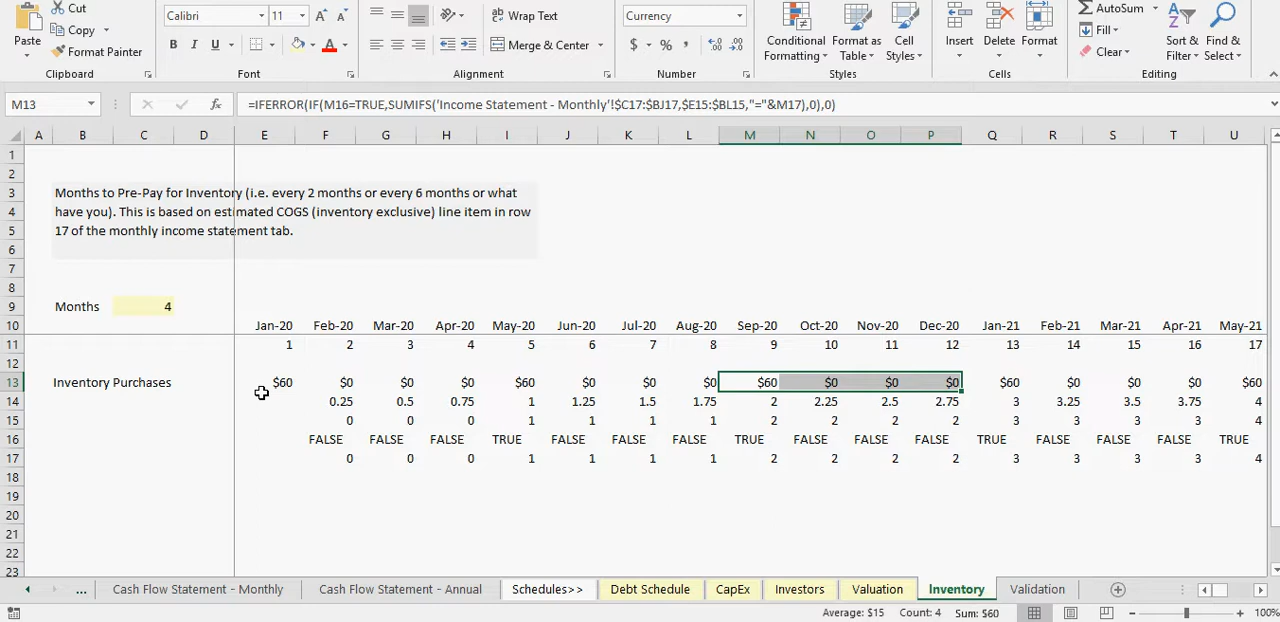 Cut
Calibri 11 A A Wrap Text Currency AutoSum
Copy Fill
Paste Format Painter B I U A Merge & Center $ % , Conditional Formatting Format as Table Cell Styles Insert Delete Format Clear Sort & Filter Find & Select
Clipboard Font Alignment Number Styles Cells Editing
M13 fx =IFERROR(IF(M16=TRUE,SUMIFS('Income Statement - Monthly'!$C17:$BJ17,$E15:$BL15,"="&M17),0),0)
A B C D E F G H I J K L M N O P Q R S T U
1
2
3 Months to Pre-Pay for Inventory (i.e. every 2 months or every 6 months or what
4 have you). This is based on estimated COGS (inventory exclusive) line item in row
5 17 of the monthly income statement tab.
6
7
8
9 Months 4
10 Jan-20 Feb-20 Mar-20 Apr-20 May-20 Jun-20 Jul-20 Aug-20 Sep-20 Oct-20 Nov-20 Dec-20 Jan-21 Feb-21 Mar-21 Apr-21 May-21
11 1 2 3 4 5 6 7 8 9 10 11 12 13 14 15 16 17
12
13 Inventory Purchases $60 $0 $0 $0 $60 $0 $0 $0 $60 $0 $0 $0 $60 $0 $0 $0 $60
14 0.25 0.5 0.75 1 1.25 1.5 1.75 2 2.25 2.5 2.75 3 3.25 3.5 3.75 4
15 0 0 0 1 1 1 1 2 2 2 2 3 3 3 3 4
16 FALSE FALSE FALSE TRUE FALSE FALSE FALSE TRUE FALSE FALSE FALSE TRUE FALSE FALSE FALSE TRUE
17 0 0 0 1 1 1 1 2 2 2 2 3 3 3 3 4
18
19
20
21
22
23
... Cash Flow Statement - Monthly Cash Flow Statement - Annual Schedules>> Debt Schedule CapEx Investors Valuation Inventory Validation
Average: $15 Count: 4 Sum: $60 100%